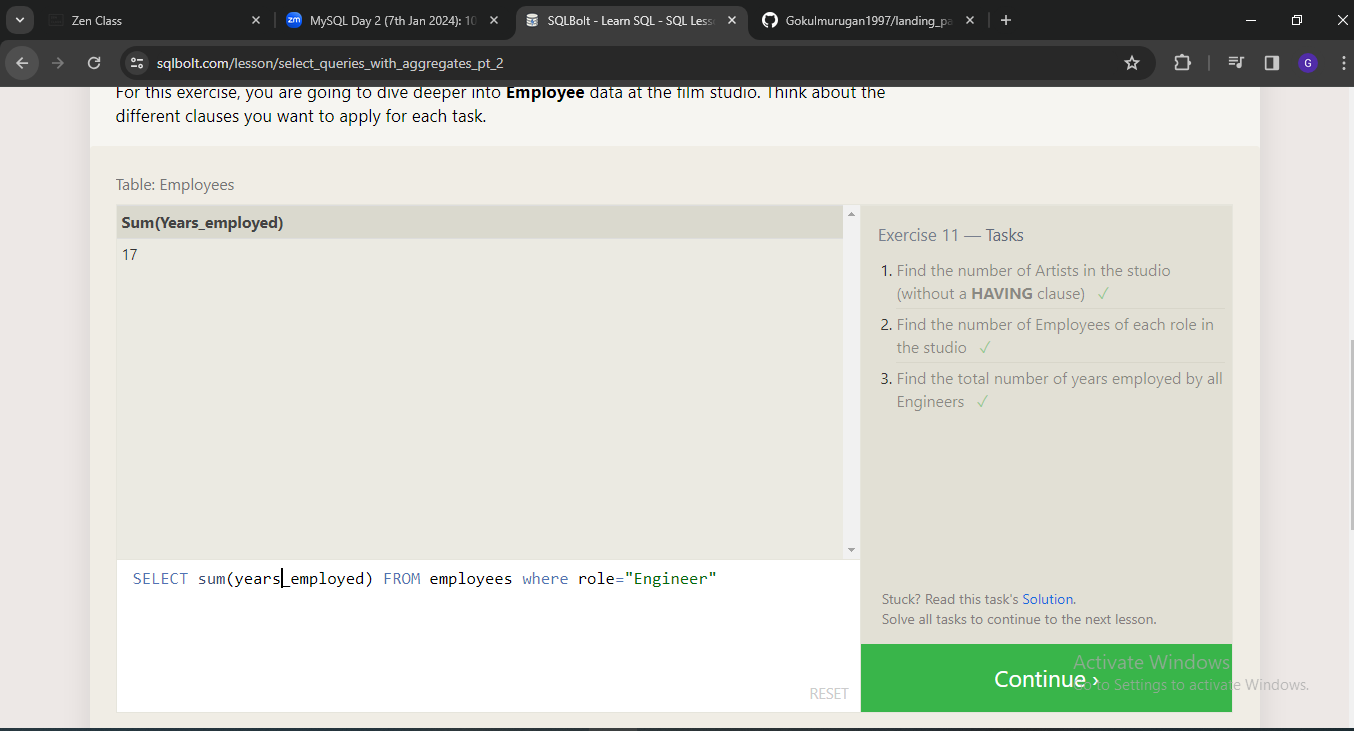 Zen Class
zm MySQL Day 2 (7th Jan 2024): 10
SQLBolt - Learn SQL - SQL Less
Gokulmurugan1997/landing_pa
sqlbolt.com/lesson/select_queries_with_aggregates_pt_2
G
For this exercise, you are going to dive deeper into Employee data at the film studio. Think about the
different clauses you want to apply for each task.
Table: Employees
Sum(Years_employed)
17
SELECT sum(years_employed) FROM employees where role="Engineer"
RESET
Exercise 11 — Tasks
1. Find the number of Artists in the studio
(without a HAVING clause) ✓
2. Find the number of Employees of each role in
the studio ✓
3. Find the total number of years employed by all
Engineers ✓
Stuck? Read this task's Solution.
Solve all tasks to continue to the next lesson.
Continue ›
Activate Windows
Go to Settings to activate Windows.